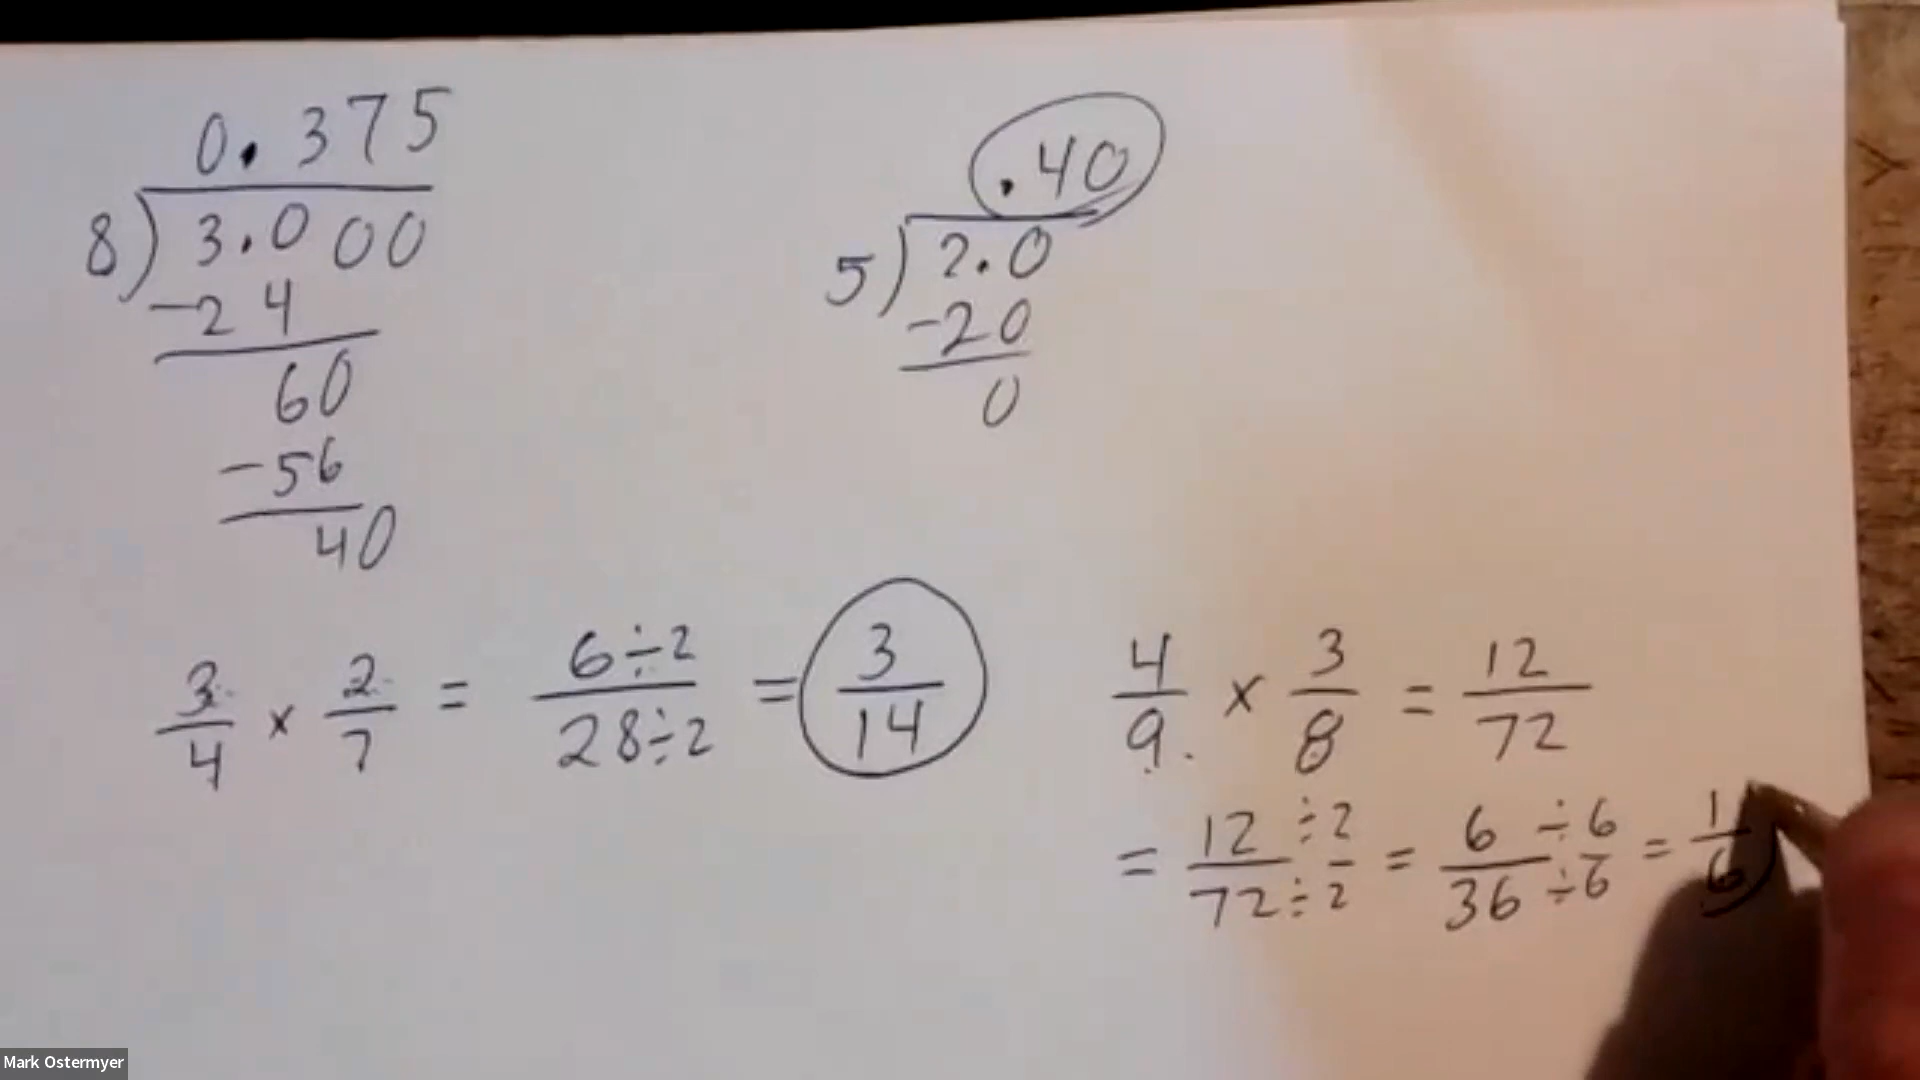 0.375
8)3.000
-24
60
-56
40
.40
5)2.0
-20
0
3/4 × 2/7 = 6÷2/28÷2 = 3/14
4/9 × 3/8 = 12/72
= 12÷2/72÷2 = 6÷6/36÷6 = 1/6
Mark Ostermyer